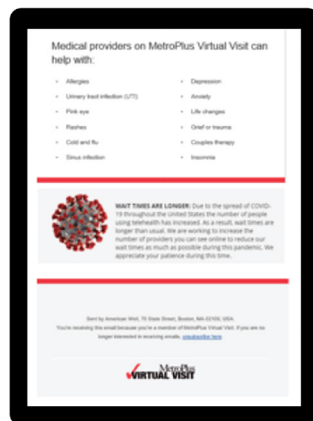 Medical providers on MetroPlus Virtual Visit can
help with:
Allergies
Urinary tract infection (UTI)
Pink eye
Rashes
Cold and flu
Sinus infection
Depression
Anxiety
Life changes
Grief or trauma
Couples therapy
Insomnia
WAIT TIMES ARE LONGER: Due to the spread of COVID-
19 throughout the United States the number of people
using telehealth has increased. As a result, wait times are
longer than usual. We are working to increase the
number of providers you can see online to reduce our
wait times as much as possible during this pandemic. We
appreciate your patience during this time.
Sent by American Well, 75 State Street, Boston, MA 02109, USA.
You're receiving this email because you're a member of MetroPlus Virtual Visit. If you are no
longer interested in receiving emails, unsubscribe here
MetroPlus
VIRTUAL VISIT